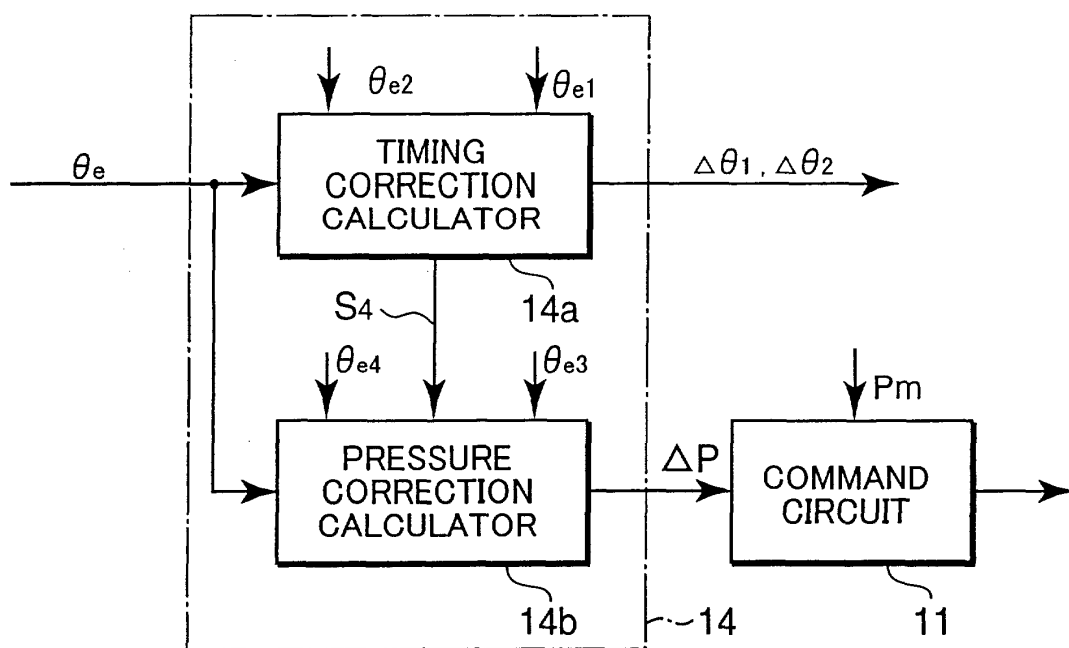 θe2
θe1
θe
TIMING
CORRECTION
CALCULATOR
△θ1, △θ2
S4
14a
θe4
θe3
Pm
PRESSURE
CORRECTION
CALCULATOR
△P
COMMAND
CIRCUIT
14b
14
11